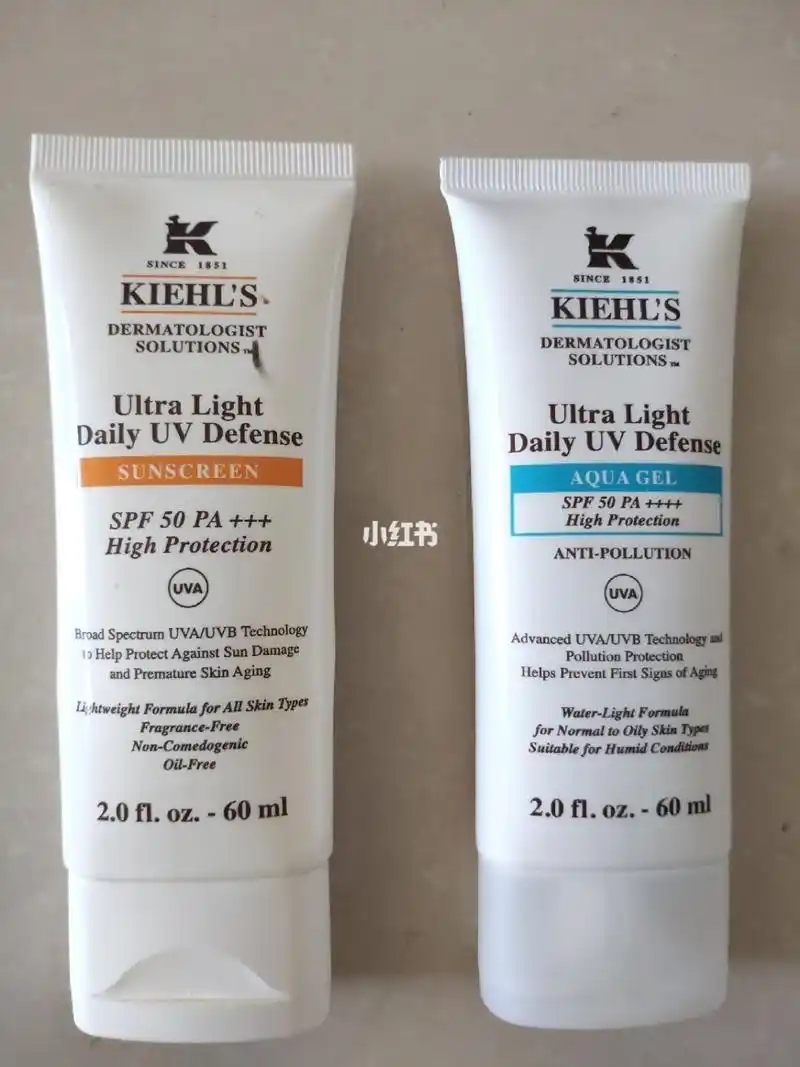 K
SINCE 1851
KIEHL'S
DERMATOLOGIST
SOLUTIONS™
Ultra Light
Daily UV Defense
SUNSCREEN
SPF 50 PA +++
High Protection
UVA
Broad Spectrum UVA/UVB Technology
to Help Protect Against Sun Damage
and Premature Skin Aging
Lightweight Formula for All Skin Types
Fragrance-Free
Non-Comedogenic
Oil-Free
2.0 fl. oz. - 60 ml
小红书
K
SINCE 1851
KIEHL'S
DERMATOLOGIST
SOLUTIONS™
Ultra Light
Daily UV Defense
AQUA GEL
SPF 50 PA ++++
High Protection
ANTI-POLLUTION
UVA
Advanced UVA/UVB Technology and
Pollution Protection
Helps Prevent First Signs of Aging
Water-Light Formula
for Normal to Oily Skin Types
Suitable for Humid Conditions
2.0 fl. oz. - 60 ml